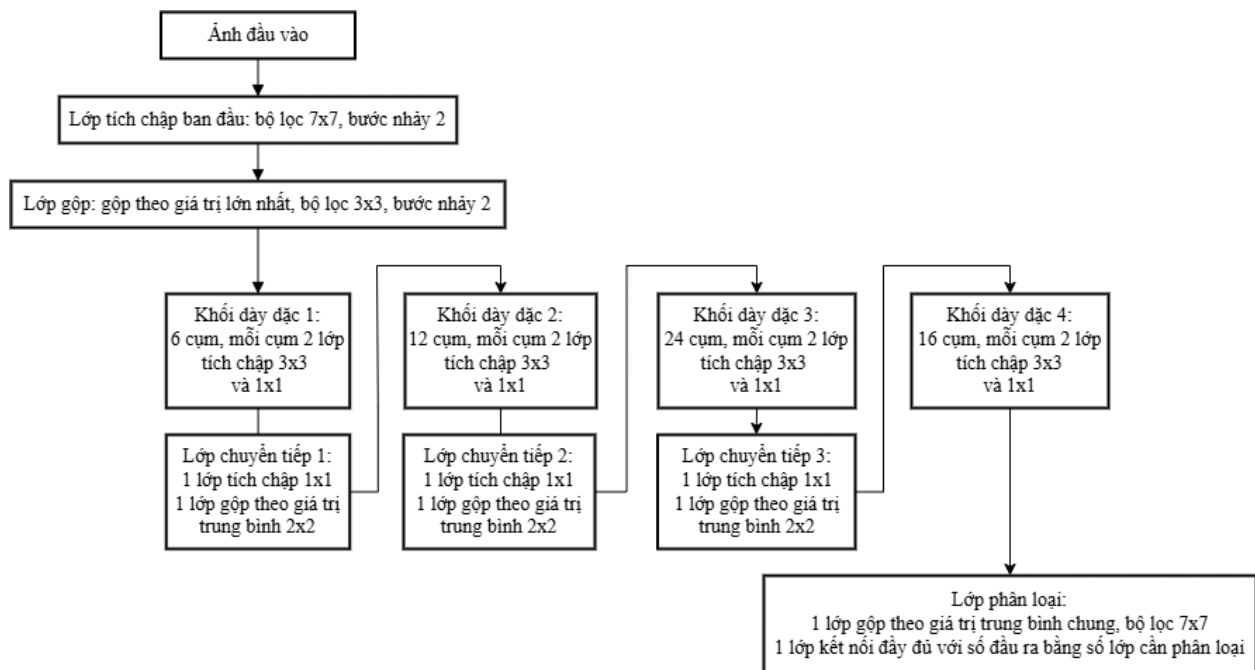 Ảnh đầu vào
Lớp tích chập ban đầu: bộ lọc 7x7, bước nhảy 2
Lớp gộp: gộp theo giá trị lớn nhất, bộ lọc 3x3, bước nhảy 2
Khối dày đặc 1:
6 cụm, mỗi cụm 2 lớp
tích chập 3x3
và 1x1
Lớp chuyển tiếp 1:
1 lớp tích chập 1x1
1 lớp gộp theo giá trị
trung bình 2x2
Khối dày đặc 2:
12 cụm, mỗi cụm 2 lớp
tích chập 3x3
và 1x1
Lớp chuyển tiếp 2:
1 lớp tích chập 1x1
1 lớp gộp theo giá trị
trung bình 2x2
Khối dày đặc 3:
24 cụm, mỗi cụm 2 lớp
tích chập 3x3
và 1x1
Lớp chuyển tiếp 3:
1 lớp tích chập 1x1
1 lớp gộp theo giá trị
trung bình 2x2
Khối dày đặc 4:
16 cụm, mỗi cụm 2 lớp
tích chập 3x3
và 1x1
Lớp phân loại:
1 lớp gộp theo giá trị trung bình chung, bộ lọc 7x7
1 lớp kết nối đầy đủ với số đầu ra bằng số lớp cần phân loại